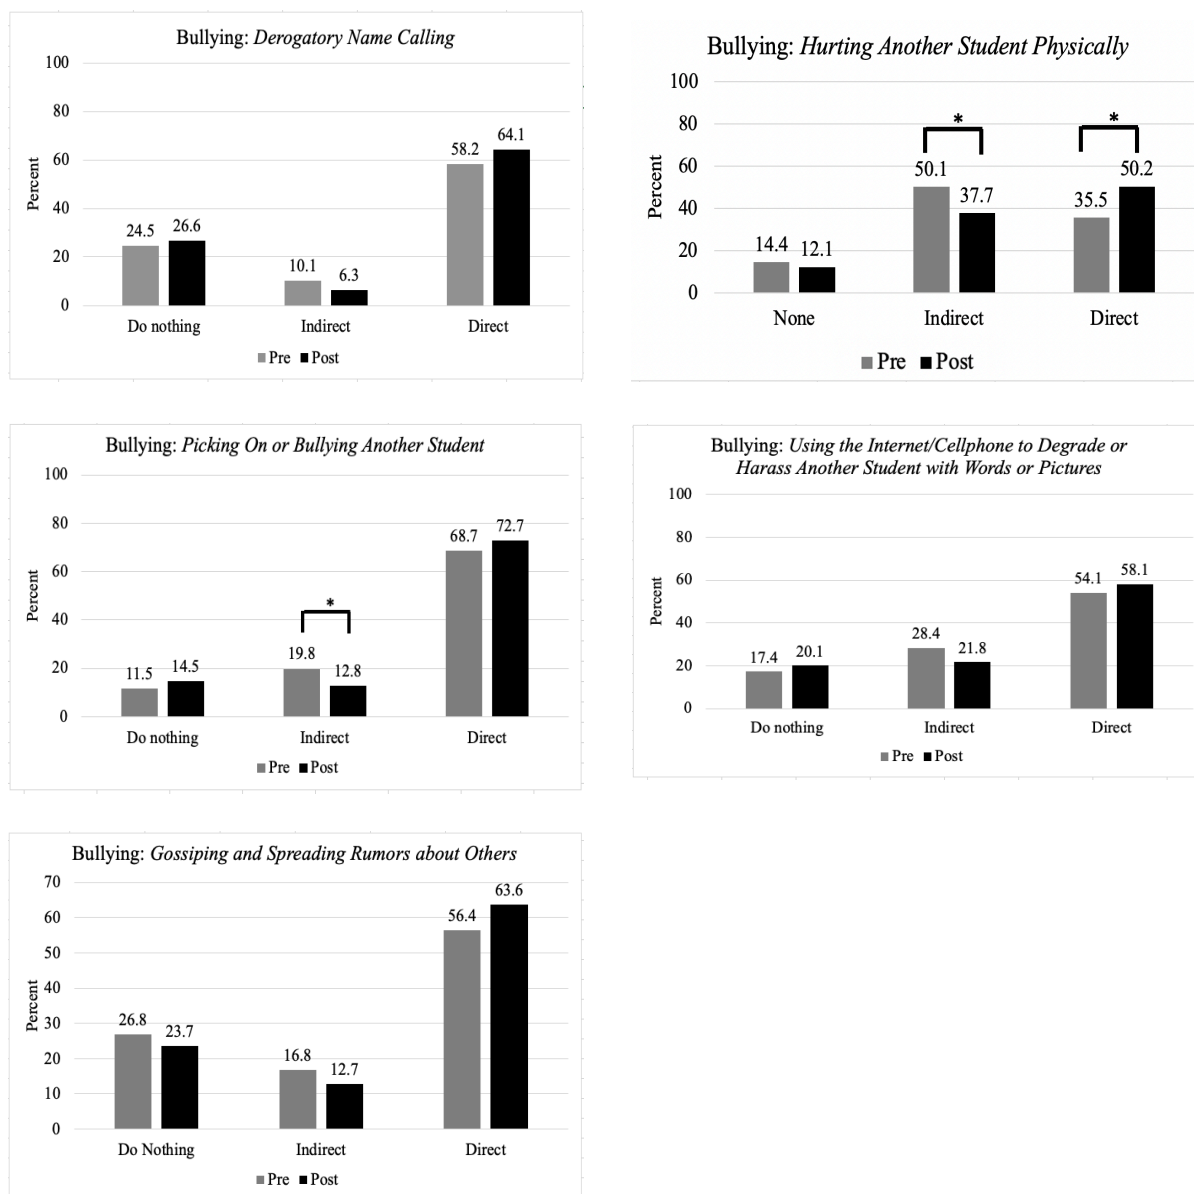 Bullying: Derogatory Name Calling
100
80
60
40
20
0
Percent
24.5
26.6
10.1
6.3
58.2
64.1
Do nothing
Indirect
Direct
Pre Post
Bullying: Hurting Another Student Physically
100
80
60
40
20
0
Percent
14.4
12.1
*
50.1
37.7
*
35.5
50.2
None
Indirect
Direct
Pre Post
Bullying: Picking On or Bullying Another Student
100
80
60
40
20
0
Percent
11.5
14.5
*
19.8
12.8
68.7
72.7
Do nothing
Indirect
Direct
Pre Post
Bullying: Using the Internet/Cellphone to Degrade or
Harass Another Student with Words or Pictures
100
80
60
40
20
0
Percent
17.4
20.1
28.4
21.8
54.1
58.1
Do nothing
Indirect
Direct
Pre Post
Bullying: Gossiping and Spreading Rumors about Others
70
60
50
40
30
20
10
0
Percent
26.8
23.7
16.8
12.7
56.4
63.6
Do Nothing
Indirect
Direct
Pre Post